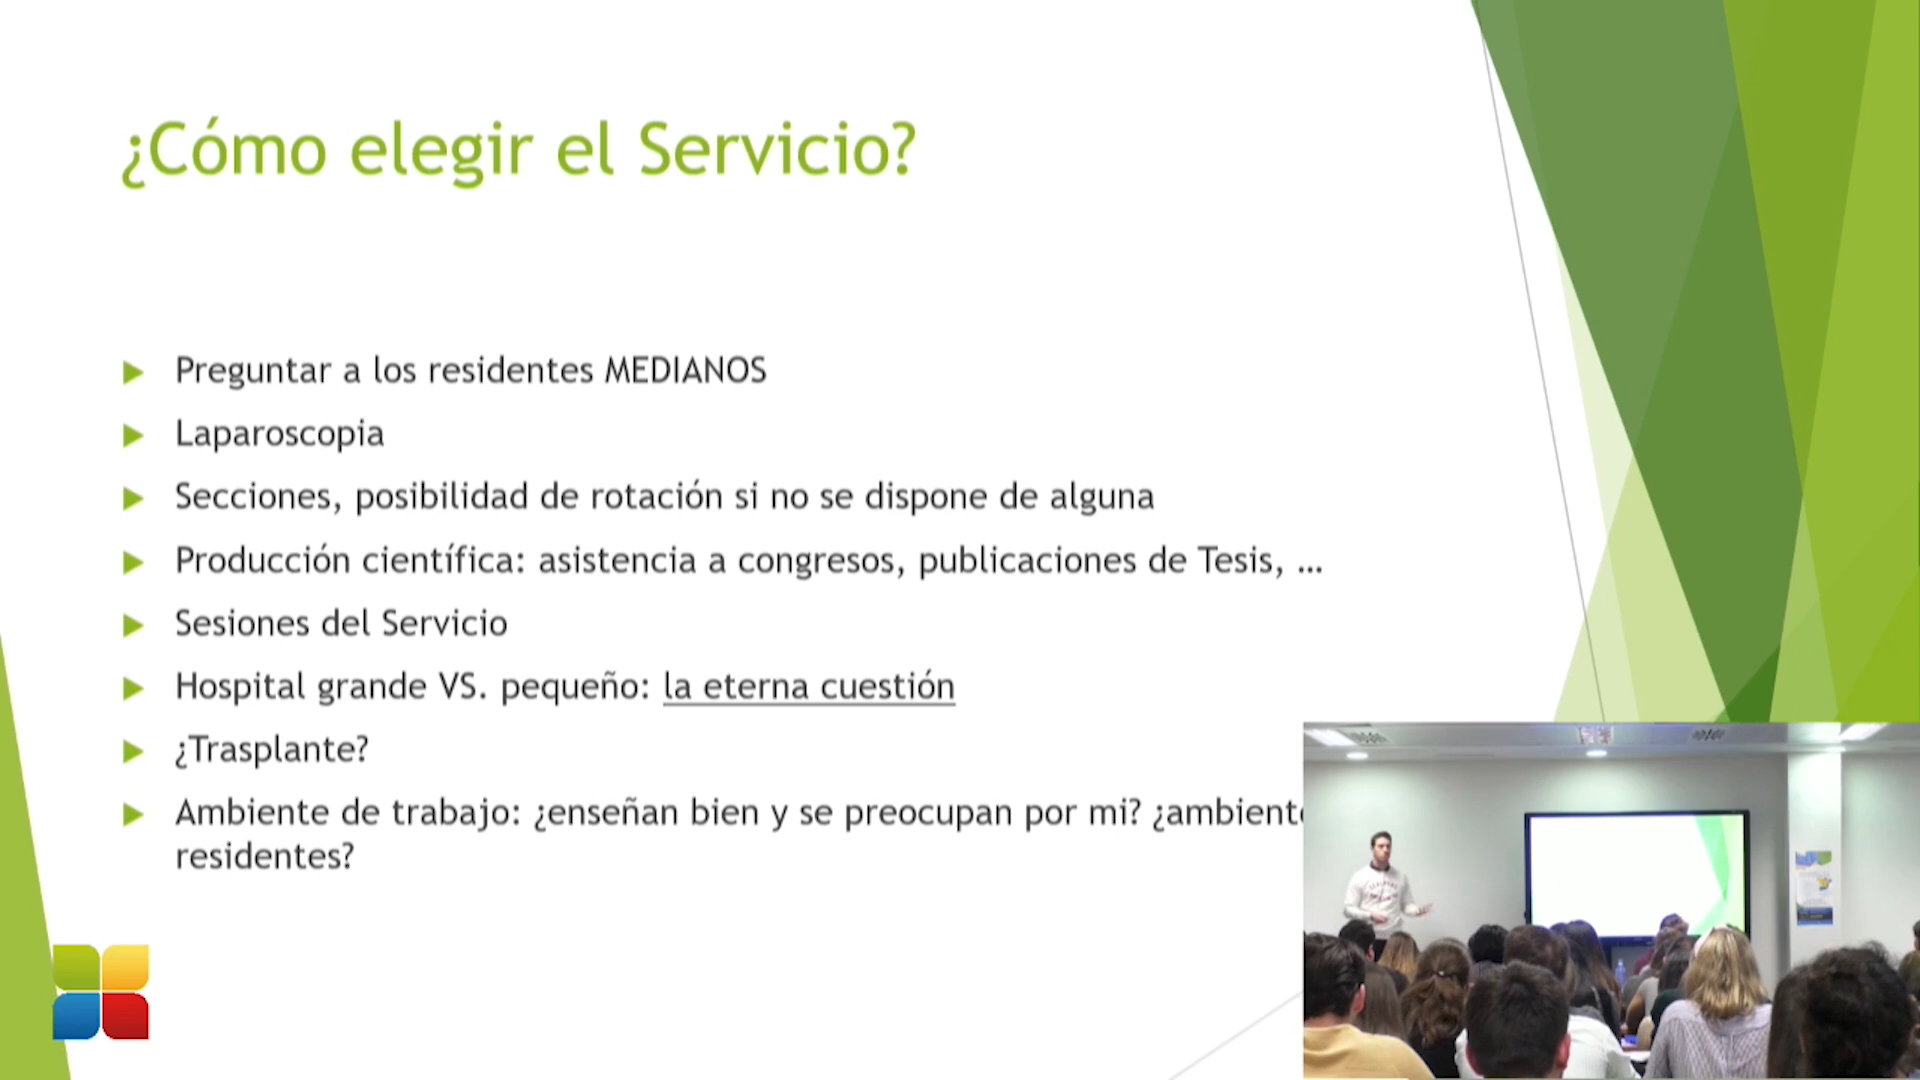 ¿Cómo elegir el Servicio?
Preguntar a los residentes MEDIANOS
Laparoscopia
Secciones, posibilidad de rotación si no se dispone de alguna
Producción científica: asistencia a congresos, publicaciones de Tesis, ...
Sesiones del Servicio
Hospital grande VS. pequeño: la eterna cuestión
¿Trasplante?
Ambiente de trabajo: ¿enseñan bien y se preocupan por mi?
residentes?